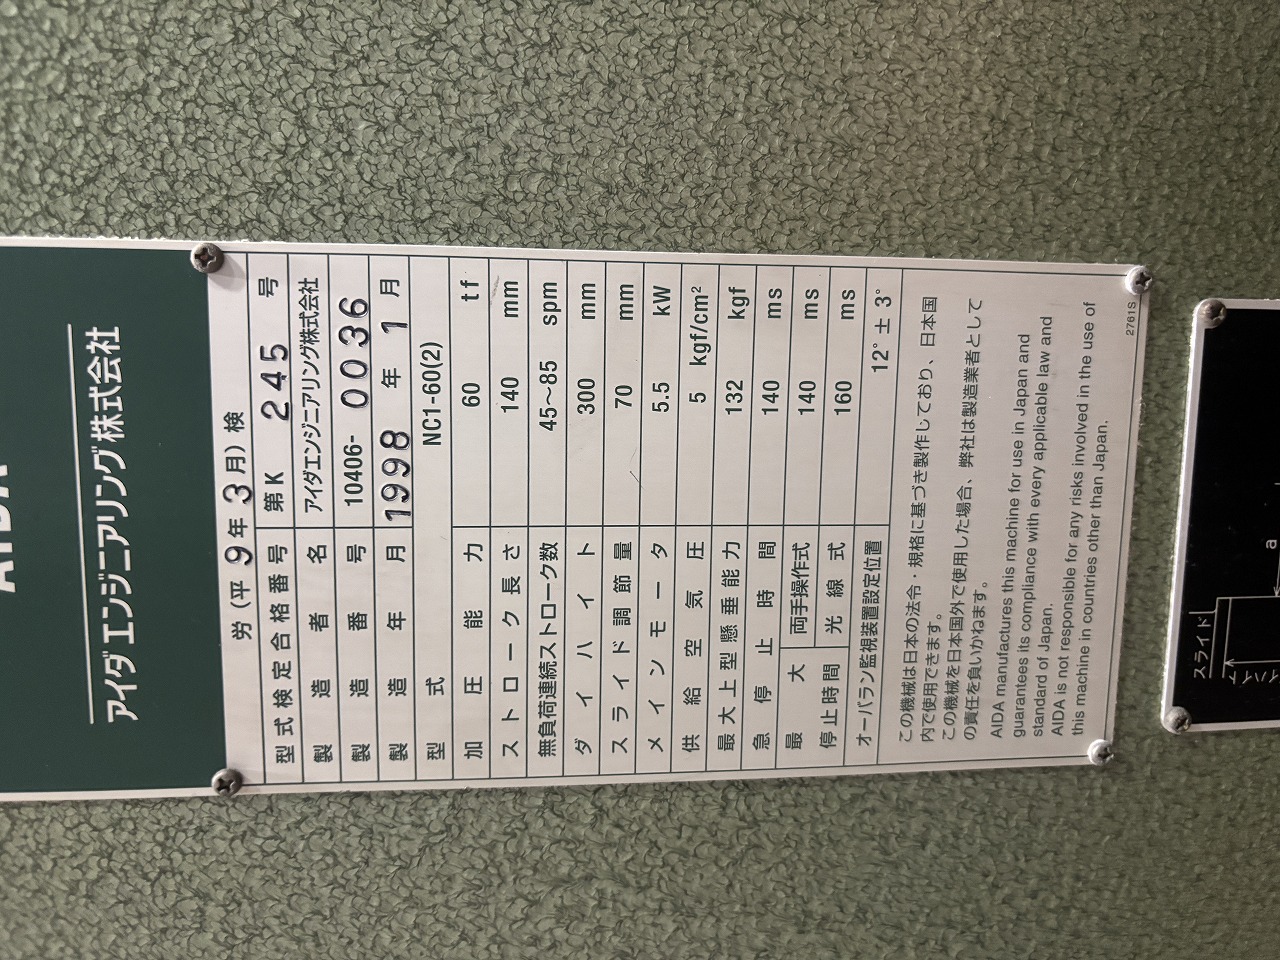 AIDA
アイダエンジニアリング株式会社
労（平 9年 3月）検
型式検定合格番号 第K 245 号
製造者名 アイダエンジニアリング株式会社
製造番号 10406-0036
製造年月 1998 年 1 月
型式 NC1-60(2)
加圧能力 60 tf
ストローク長さ 140 mm
無負荷連続ストローク数 45～85 spm
ダイハイト 300 mm
スライド調節量 70 mm
メインモータ 5.5 kW
供給空気圧 5 kgf/cm²
最大上型懸垂能力 132 kgf
急停止時間 140 ms
最大停止時間 両手操作式 140 ms
光線式 160 ms
オーバラン監視装置設定位置 12° ± 3°
この機械は日本の法令・規格に基づき製作しており、日本国
内で使用できます。
この機械を日本国外で使用した場合、弊社は製造業者として
の責任を負いかねます。
AIDA manufactures this machine for use in Japan and
guarantees its compliance with every applicable law and
standard of Japan.
AIDA is not responsible for any risks involved in the use of
this machine in countries other than Japan.
2761S
スライド
a